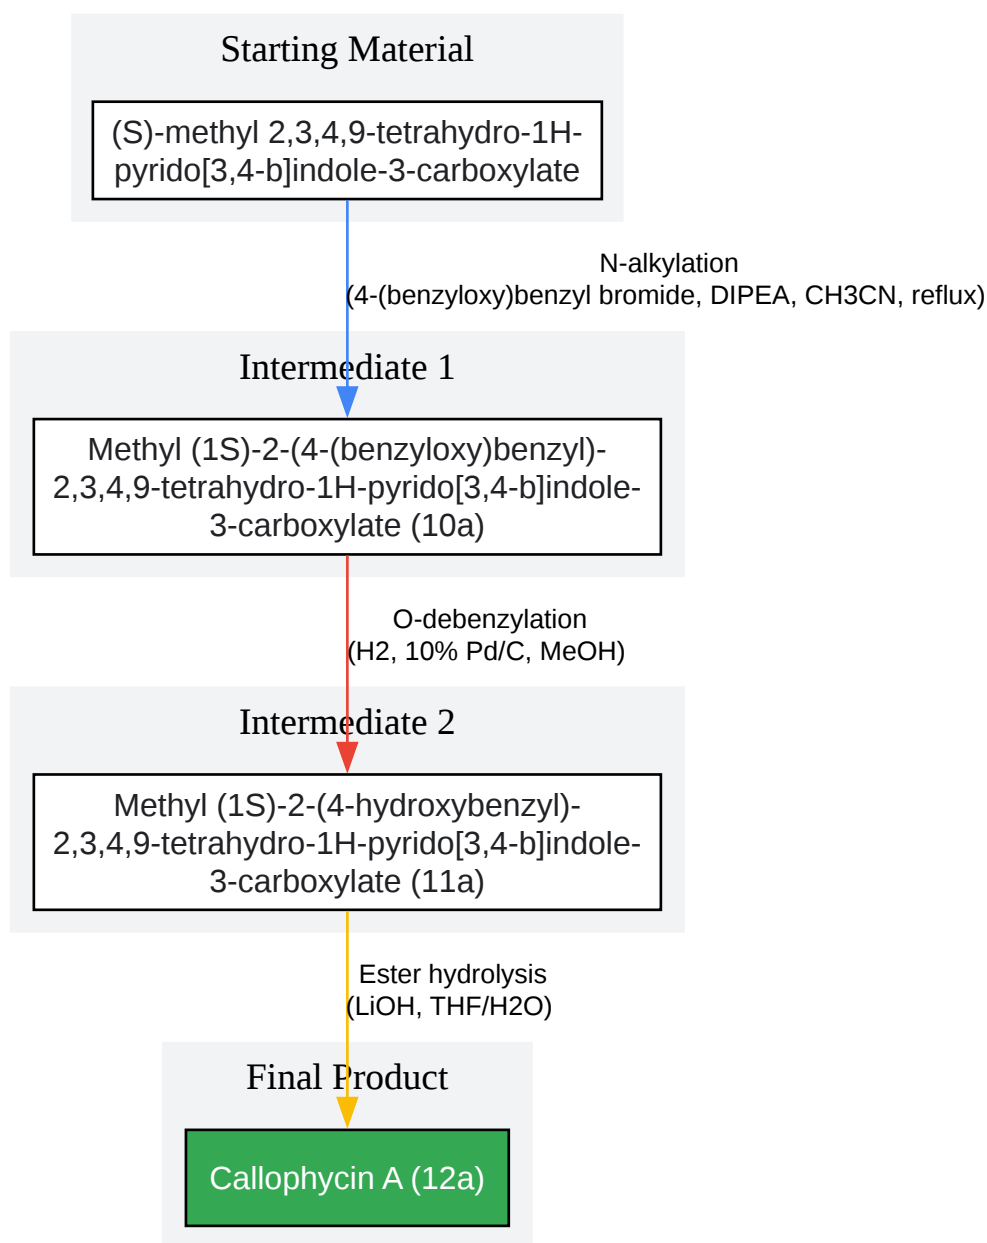 Starting Material
(S)-methyl 2,3,4,9-tetrahydro-1H-
pyrido[3,4-b]indole-3-carboxylate
N-alkylation
(4-(benzyloxy)benzyl bromide, DIPEA, CH3CN, reflux)
Intermediate 1
Methyl (1S)-2-(4-(benzyloxy)benzyl)-
2,3,4,9-tetrahydro-1H-pyrido[3,4-b]indole-
3-carboxylate (10a)
O-debenzylation
(H2, 10% Pd/C, MeOH)
Intermediate 2
Methyl (1S)-2-(4-hydroxybenzyl)-
2,3,4,9-tetrahydro-1H-pyrido[3,4-b]indole-
3-carboxylate (11a)
Ester hydrolysis
(LiOH, THF/H2O)
Final Product
Callophycin A (12a)